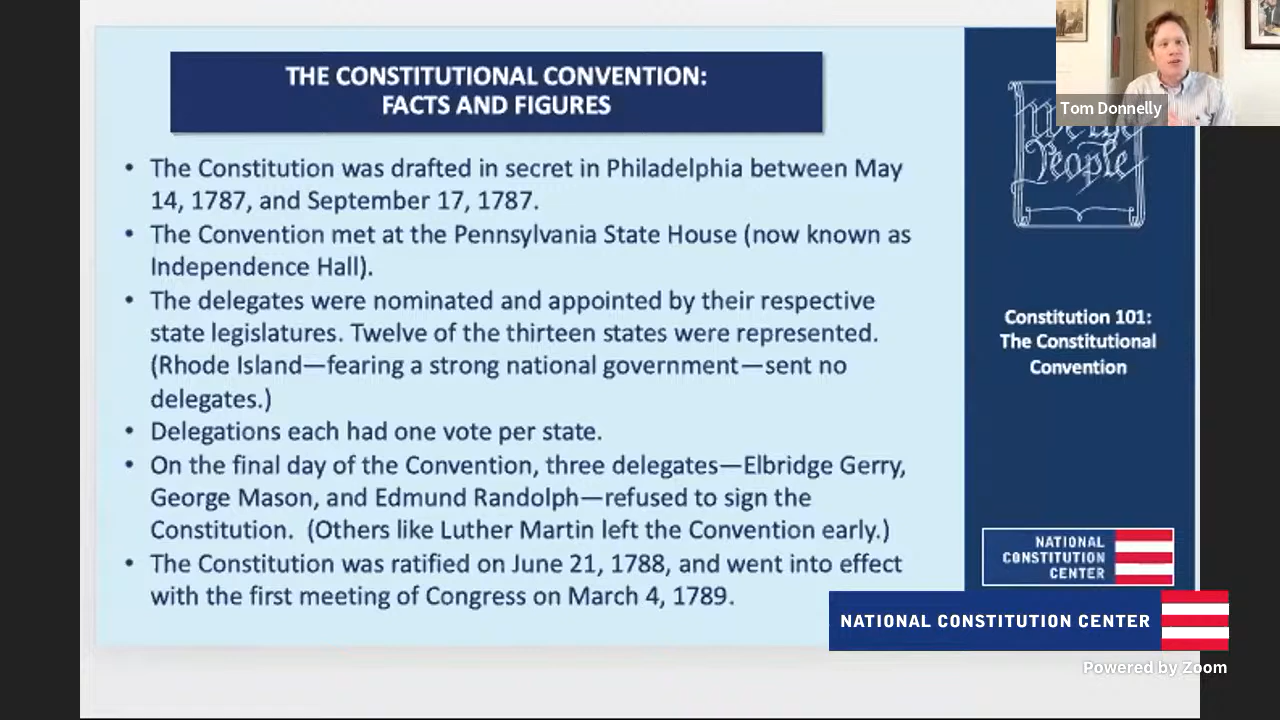 THE CONSTITUTIONAL CONVENTION:
FACTS AND FIGURES
• The Constitution was drafted in secret in Philadelphia between May
14, 1787, and September 17, 1787.
• The Convention met at the Pennsylvania State House (now known as
Independence Hall).
• The delegates were nominated and appointed by their respective
state legislatures. Twelve of the thirteen states were represented.
(Rhode Island—fearing a strong national government—sent no
delegates.)
• Delegations each had one vote per state.
• On the final day of the Convention, three delegates—Elbridge Gerry,
George Mason, and Edmund Randolph—refused to sign the
Constitution.  (Others like Luther Martin left the Convention early.)
• The Constitution was ratified on June 21, 1788, and went into effect
with the first meeting of Congress on March 4, 1789.
Tom Donnelly
We the
People
Constitution 101:
The Constitutional
Convention
NATIONAL
CONSTITUTION
CENTER
NATIONAL CONSTITUTION CENTER
Powered by Zoom